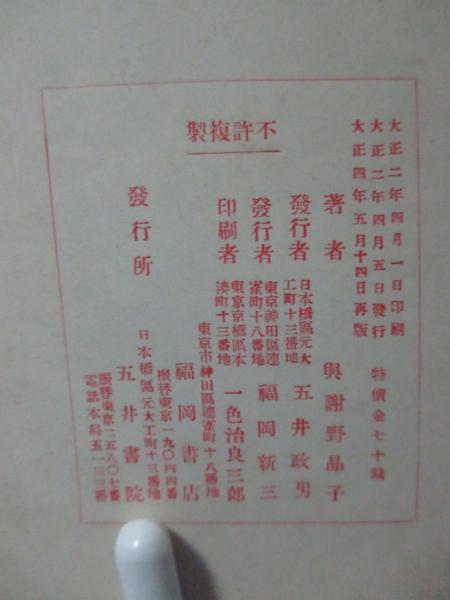 大正二年四月一日印刷
大正二年四月五日發行
大正四年五月十四日再版
特價金七十錢
不許複製
著者 與謝野晶子
發行者 日本橋區元大工町十三番地 五井政男
發行者 東京神田區連雀町十八番地 福岡新三
印刷者 東京京橋區本湊町十三番地 一色治良三郎
發行所
東京市神田區連雀町十八番地
福岡書店
振替東京一九〇四四番
日本橋區元大工町十三番地
五井書院
振替東京二五八〇七番
電話本局五一三三番